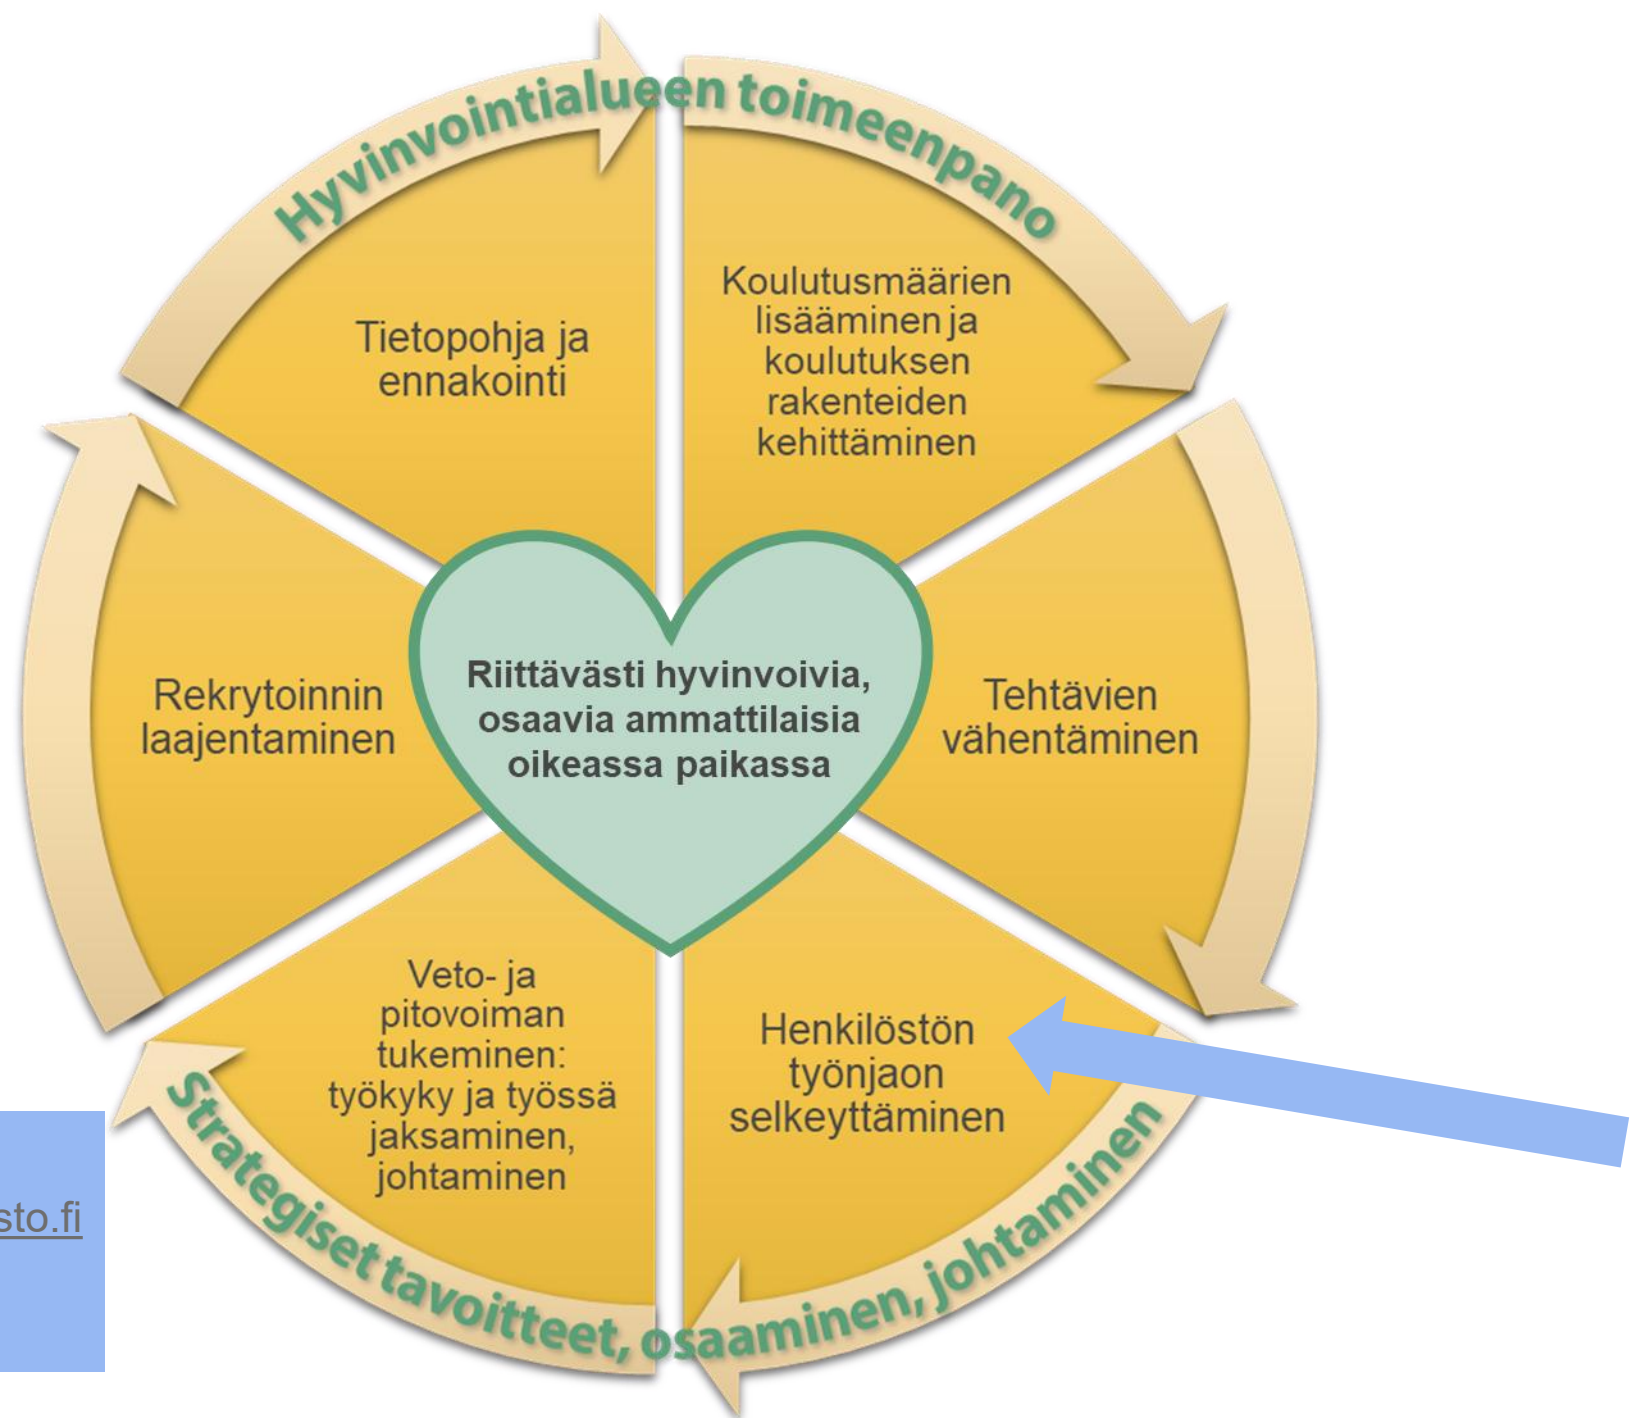 Hyvinvointialueen toimeenpano
Tietopohja ja
ennakointi
Koulutusmäärien
lisääminen ja
koulutuksen
rakenteiden
kehittäminen
Rekrytoinnin
laajentaminen
Riittävästi hyvinvoivia,
osaavia ammattilaisia
oikeassa paikassa
Tehtävien
vähentäminen
Veto- ja
pitovoiman
tukeminen:
työkyky ja työssä
jaksaminen,
johtaminen
Henkilöstön
työnjaon
selkeyttäminen
Strategiset tavoitteet, osaaminen, johtaminen
sto.fi